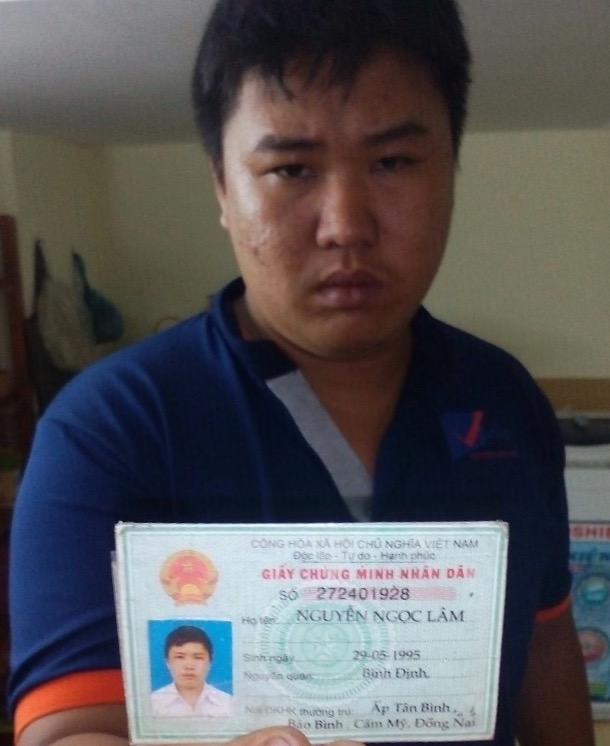 CỘNG HÒA XÃ HỘI CHỦ NGHĨA VIỆT NAM
Độc lập - Tự do - Hạnh phúc
GIẤY CHỨNG MINH NHÂN DÂN
SỐ 272401928
Họ tên: NGUYỄN NGỌC LÂM
Sinh ngày 29-05-1995
Nguyên quán: Bình Định,
Nơi ĐKHK thường trú: Ấp Tân Bình,
Bảo Bình, Cẩm Mỹ, Đồng Nai